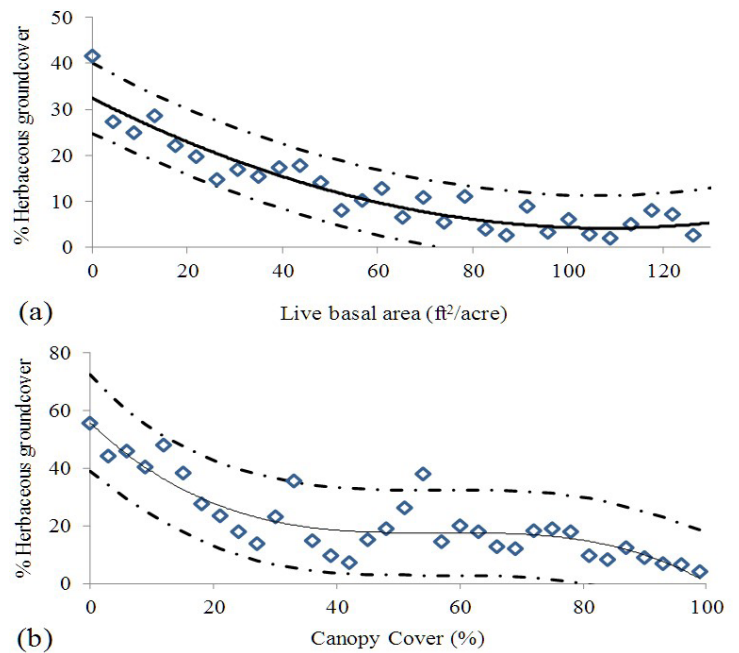 50
40
30
20
10
0
% Herbaceous groundcover
0 20 40 60 80 100 120
(a) Live basal area (ft²/acre)
80
60
40
20
0
% Herbaceous groundcover
0 20 40 60 80 100
(b) Canopy Cover (%)